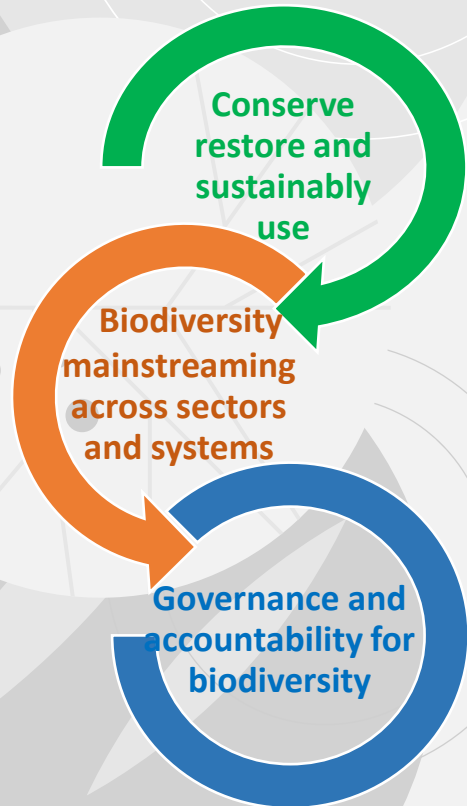 Conserve
restore and
sustainably
use
Biodiversity
mainstreaming
across sectors
and systems
Governance and
accountability for
biodiversity